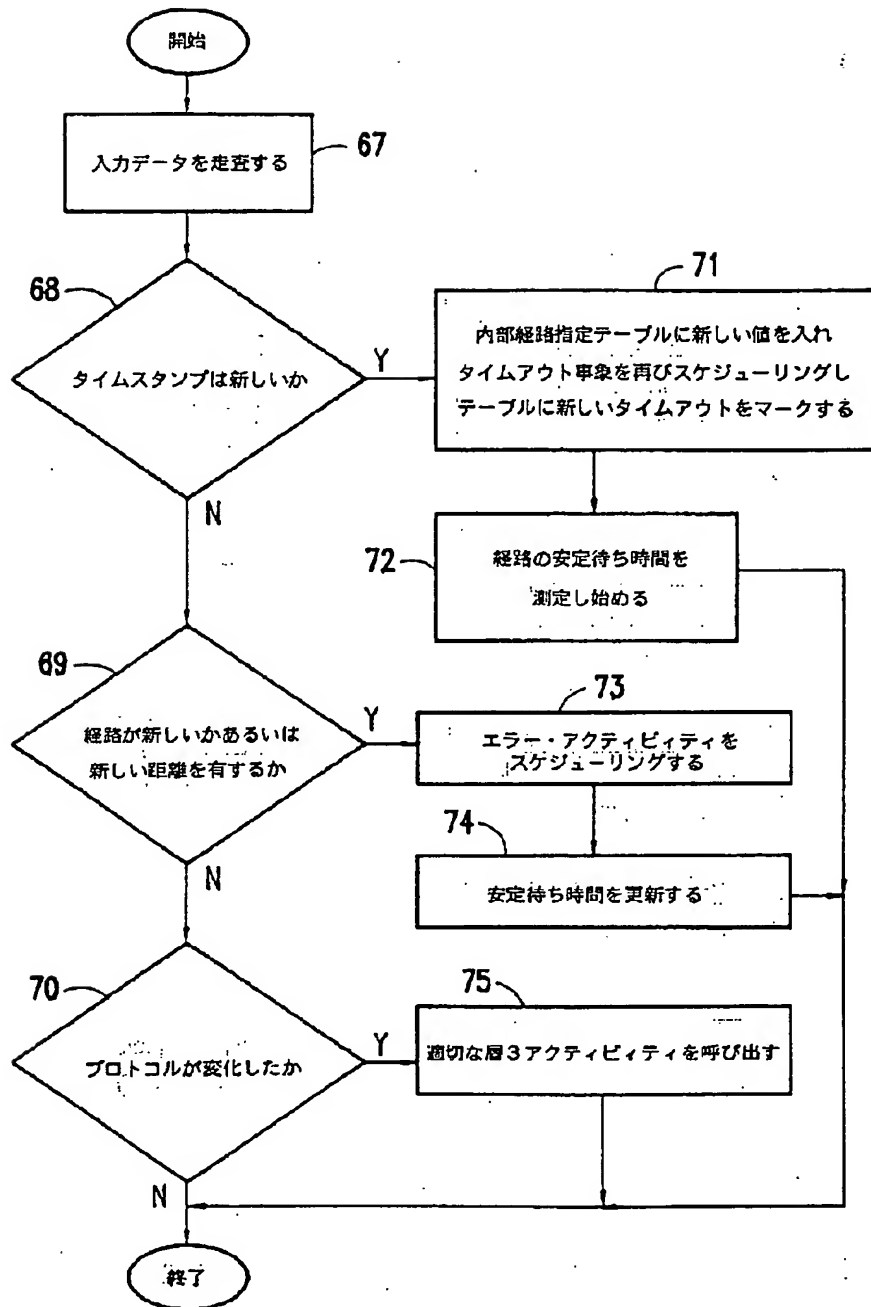 開始
入力データを走査する
67
68
タイムスタンプは新しいか
Y
N
71
内部経路指定テーブルに新しい値を入れ
タイムアウト事象を再びスケジューリングし
テーブルに新しいタイムアウトをマークする
72
経路の安定待ち時間を
測定し始める
69
経路が新しいかあるいは
新しい距離を有するか
Y
N
73
エラー・アクティビィティを
スケジューリングする
74
安定待ち時間を更新する
70
プロトコルが変化したか
Y
N
75
適切な層3アクティビィティを呼び出す
終了